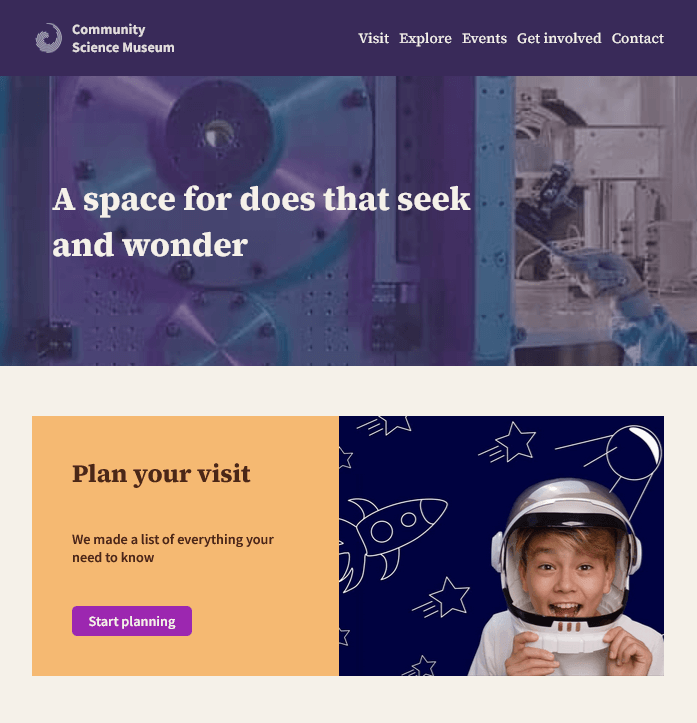 Community
Science Museum
Visit Explore Events Get involved Contact
A space for does that seek
and wonder
Plan your visit
We made a list of everything your
need to know
Start planning